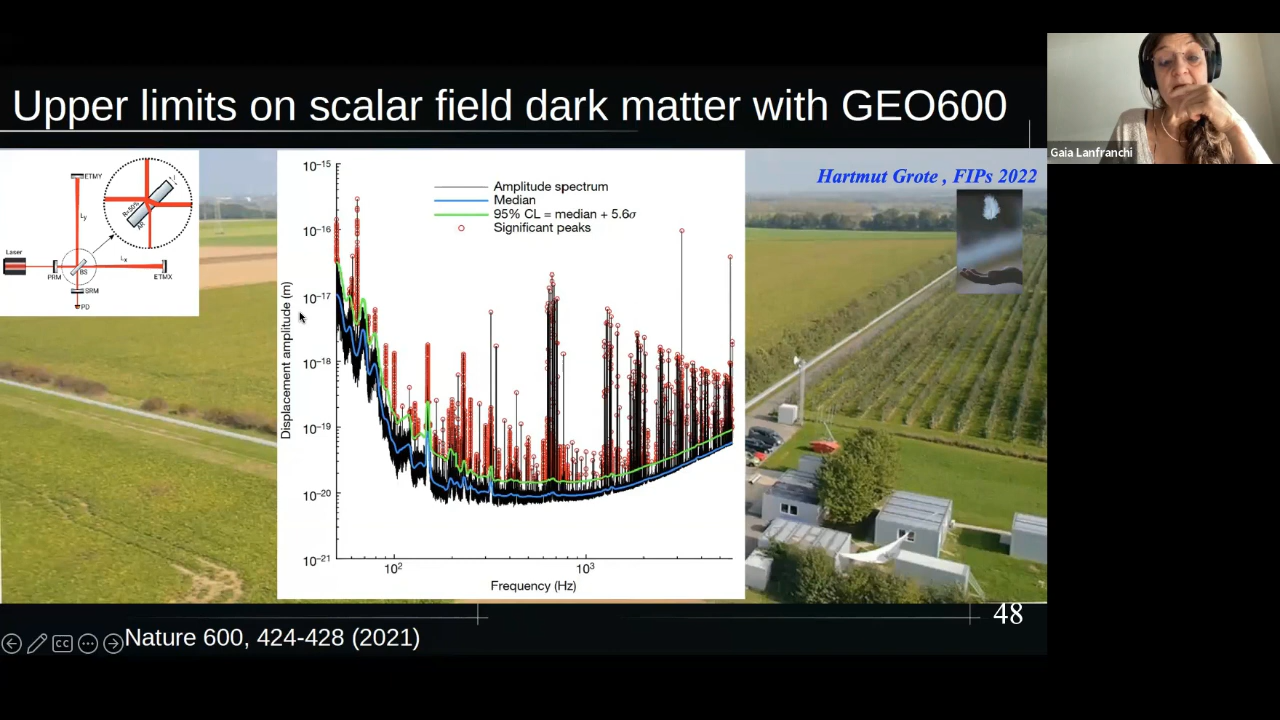 Upper limits on scalar field dark matter with GEO600
Gaia Lanfranchi
Hartmut Grote , FIPs 2022
ETMY
Ly
R=50%
AR
Laser
Lx
PRM
BS
ETMX
SRM
PD
Amplitude spectrum
Median
95% CL = median + 5.6σ
Significant peaks
Displacement amplitude (m)
10⁻¹⁵
10⁻¹⁶
10⁻¹⁷
10⁻¹⁸
10⁻¹⁹
10⁻²⁰
10⁻²¹
10²
10³
Frequency (Hz)
48
CC
Nature 600, 424-428 (2021)